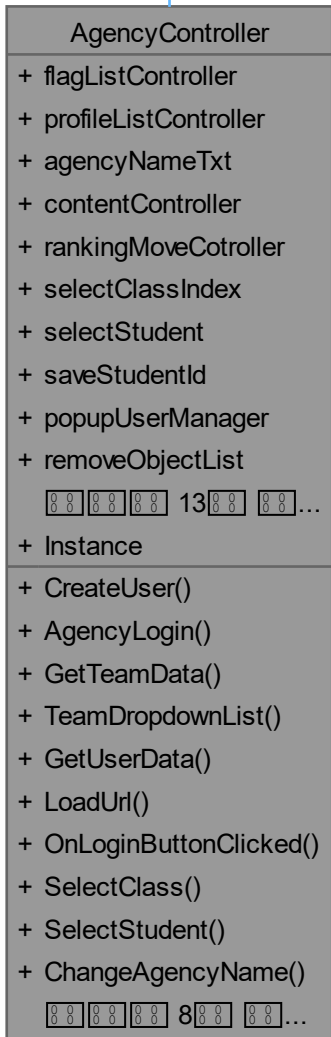 AgencyController
+ flagListController
+ profileListController
+ agencyNameTxt
+ contentController
+ rankingMoveCotroller
+ selectClassIndex
+ selectStudent
+ saveStudentId
+ popupUserManager
+ removeObjectList
13 ...
+ Instance
+ CreateUser()
+ AgencyLogin()
+ GetTeamData()
+ TeamDropdownList()
+ GetUserData()
+ LoadUrl()
+ OnLoginButtonClicked()
+ SelectClass()
+ SelectStudent()
+ ChangeAgencyName()
8 ...